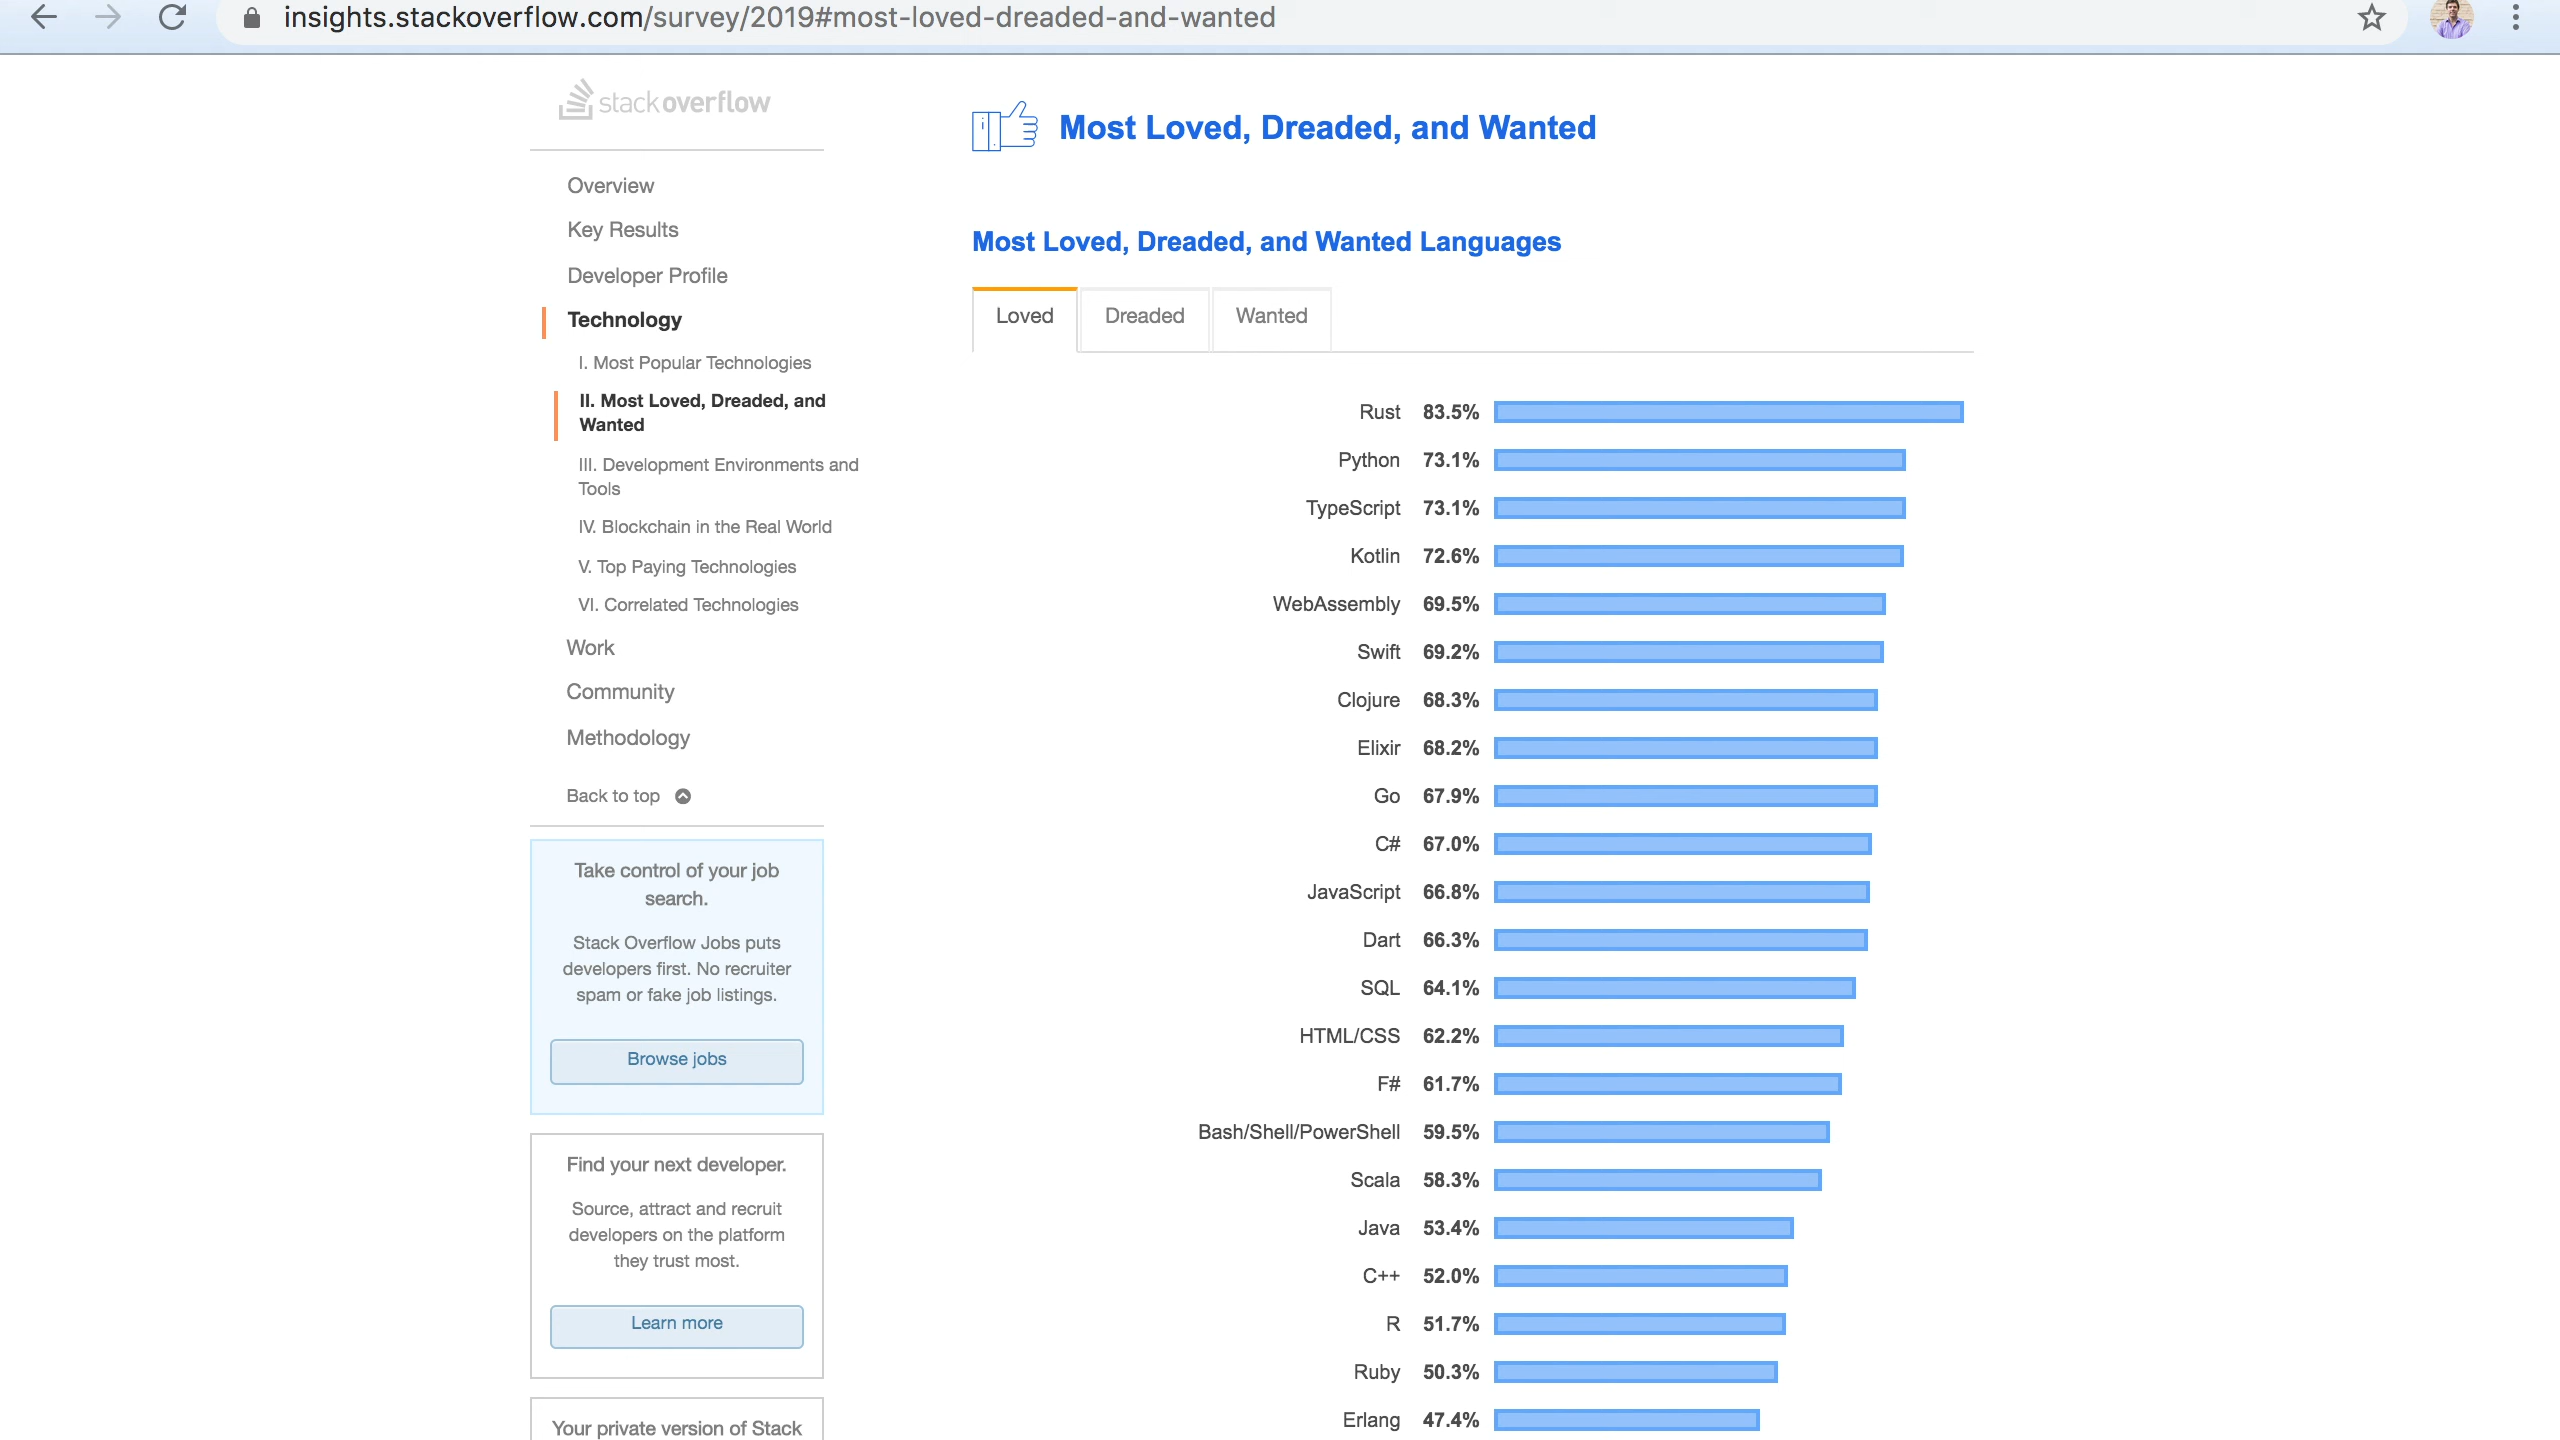 insights.stackoverflow.com/survey/2019#most-loved-dreaded-and-wanted
stackoverflow
Overview
Key Results
Developer Profile
Technology
I. Most Popular Technologies
II. Most Loved, Dreaded, and
Wanted
III. Development Environments and
Tools
IV. Blockchain in the Real World
V. Top Paying Technologies
VI. Correlated Technologies
Work
Community
Methodology
Back to top
Take control of your job
search.
Stack Overflow Jobs puts
developers first. No recruiter
spam or fake job listings.
Browse jobs
Find your next developer.
Source, attract and recruit
developers on the platform
they trust most.
Learn more
Your private version of Stack
Most Loved, Dreaded, and Wanted
Most Loved, Dreaded, and Wanted Languages
Loved Dreaded Wanted
Rust 83.5%
Python 73.1%
TypeScript 73.1%
Kotlin 72.6%
WebAssembly 69.5%
Swift 69.2%
Clojure 68.3%
Elixir 68.2%
Go 67.9%
C# 67.0%
JavaScript 66.8%
Dart 66.3%
SQL 64.1%
HTML/CSS 62.2%
F# 61.7%
Bash/Shell/PowerShell 59.5%
Scala 58.3%
Java 53.4%
C++ 52.0%
R 51.7%
Ruby 50.3%
Erlang 47.4%